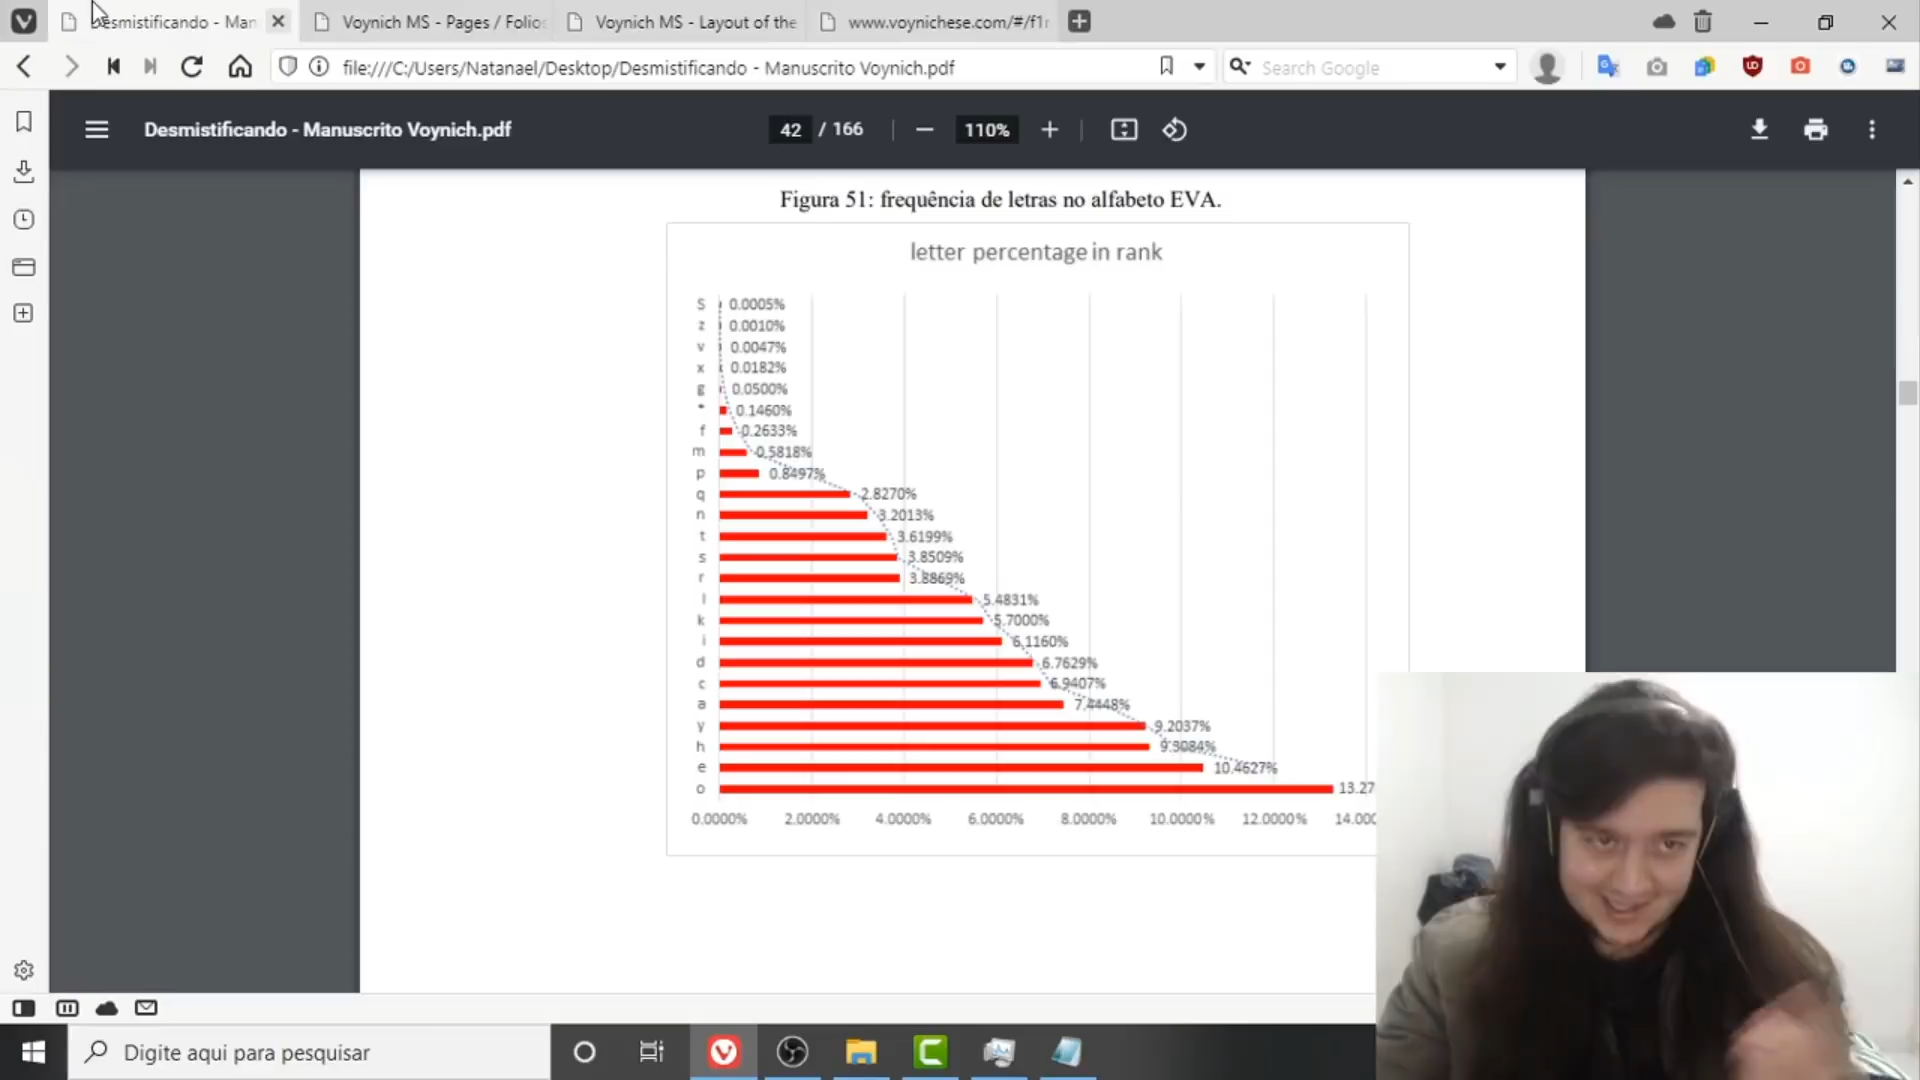 Desmistificando - Man
Voynich MS - Pages / Folios
Voynich MS - Layout of the
www.voynichese.com/#/f1r
file:///C:/Users/Natanael/Desktop/Desmistificando - Manuscrito Voynich.pdf
Search Google
Desmistificando - Manuscrito Voynich.pdf
42 / 166
110%
Figura 51: frequência de letras no alfabeto EVA.
letter percentage in rank
S 0.0005%
z 0.0010%
v 0.0047%
x 0.0182%
g 0.0500%
* 0.1460%
f 0.2633%
m 0.5818%
p 0.8497%
q 2.8270%
n 3.2013%
t 3.6199%
s 3.8509%
r 3.8869%
l 5.4831%
k 5.7000%
i 6.1160%
d 6.7629%
c 6.9407%
a 7.4448%
y 9.2037%
h 9.3084%
e 10.4627%
o 13.27
0.0000% 2.0000% 4.0000% 6.0000% 8.0000% 10.0000% 12.0000% 14.000
Digite aqui para pesquisar